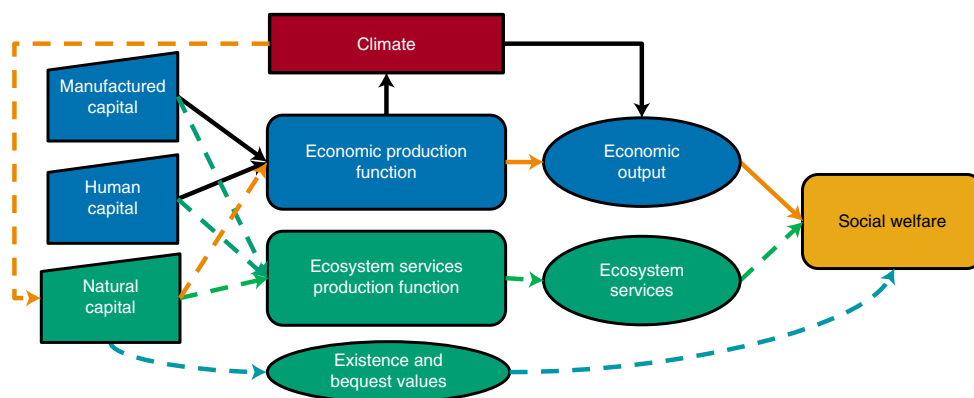 Climate
Manufactured
capital
Economic production
function
Economic
output
Human
capital
Social welfare
Natural
capital
Ecosystem services
production function
Ecosystem
services
Existence and
bequest values